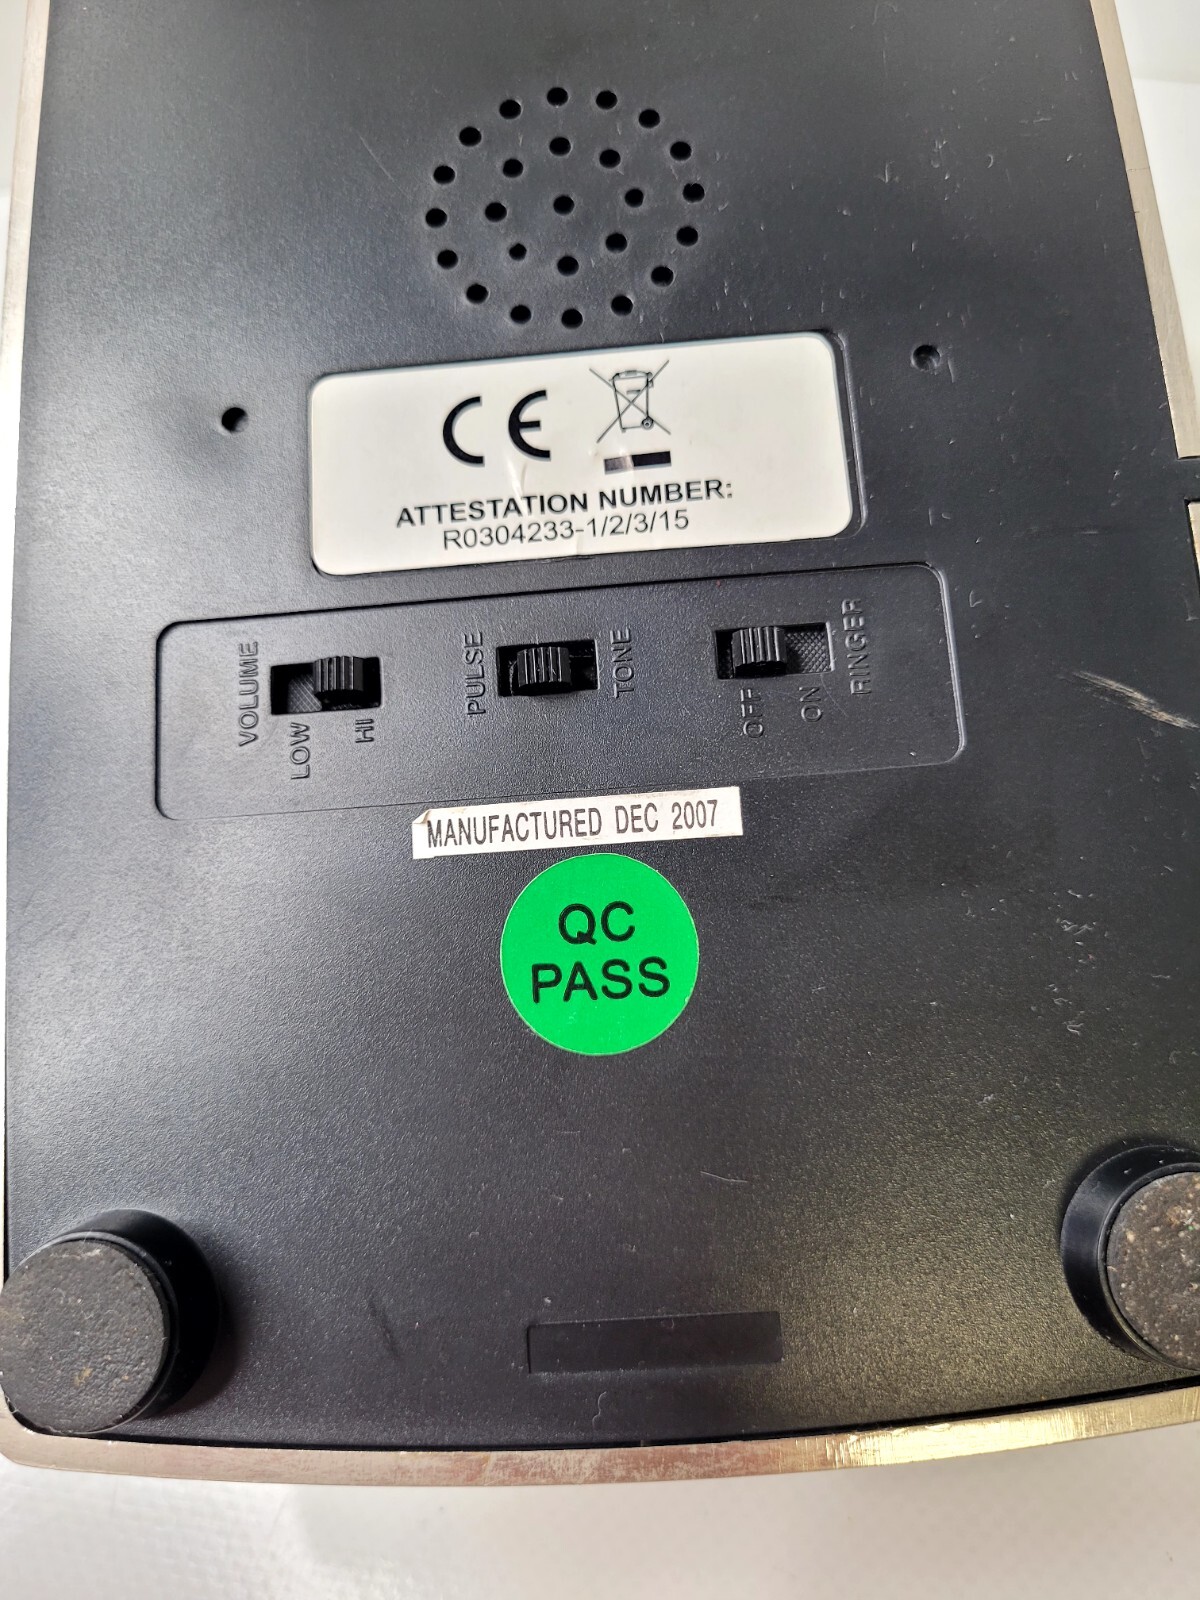 CE
ATTESTATION NUMBER:
R0304233-1/2/3/15
VOLUME
LOW
HI
PULSE
TONE
OFF
ON
RINGER
MANUFACTURED DEC 2007
QC
PASS